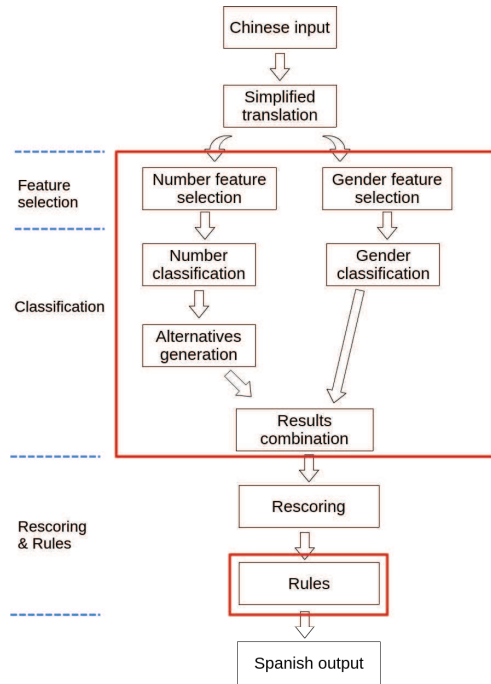 Chinese input
Simplified
translation
Feature
selection
Number feature
selection
Gender feature
selection
Classification
Number
classification
Gender
classification
Alternatives
generation
Results
combination
Rescoring
& Rules
Rescoring
Rules
Spanish output